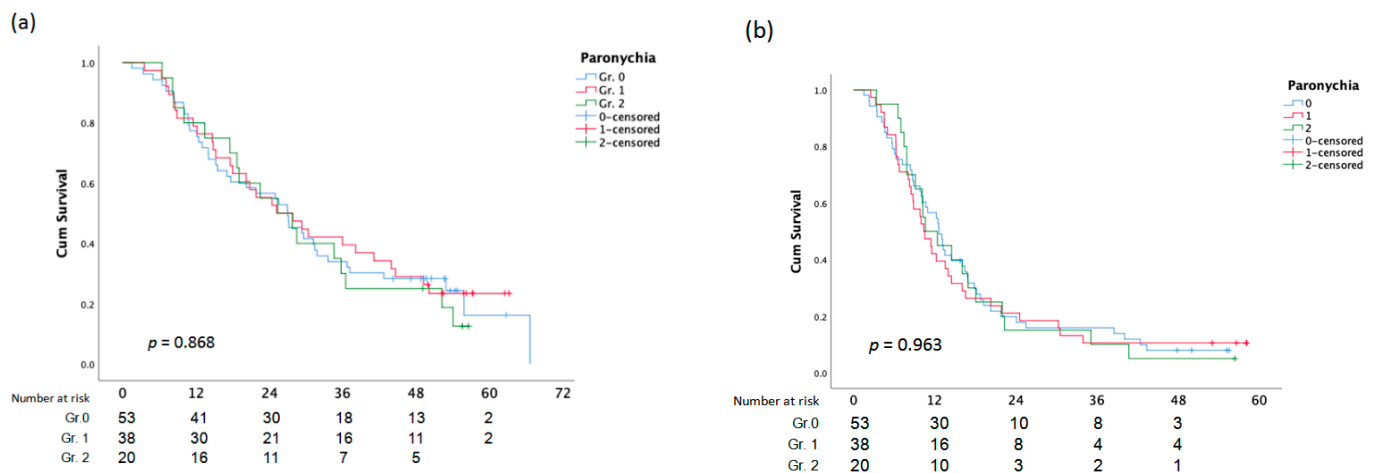 (a)
Paronychia
Gr. 0
Gr. 1
Gr. 2
0-censored
1-censored
2-censored
Cum Survival
1.0
0.8
0.6
0.4
0.2
0.0
p = 0.868
0 12 24 36 48 60 72
Number at risk
Gr.0 53 41 30 18 13 2
Gr. 1 38 30 21 16 11 2
Gr. 2 20 16 11 7 5
(b)
Paronychia
0
1
2
0-censored
1-censored
2-censored
Cum Survival
1.0
0.8
0.6
0.4
0.2
0.0
p = 0.963
0 12 24 36 48 60
Number at risk
Gr.0 53 30 10 8 3
Gr. 1 38 16 8 4 4
Gr. 2 20 10 3 2 1